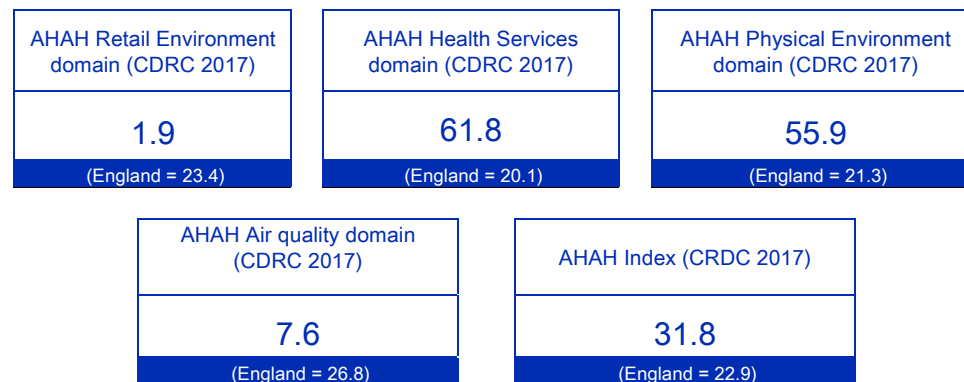 AHAH Retail Environment
domain (CDRC 2017)
1.9
(England = 23.4)
AHAH Health Services
domain (CDRC 2017)
61.8
(England = 20.1)
AHAH Physical Environment
domain (CDRC 2017)
55.9
(England = 21.3)
AHAH Air quality domain
(CDRC 2017)
7.6
(England = 26.8)
AHAH Index (CRDC 2017)
31.8
(England = 22.9)